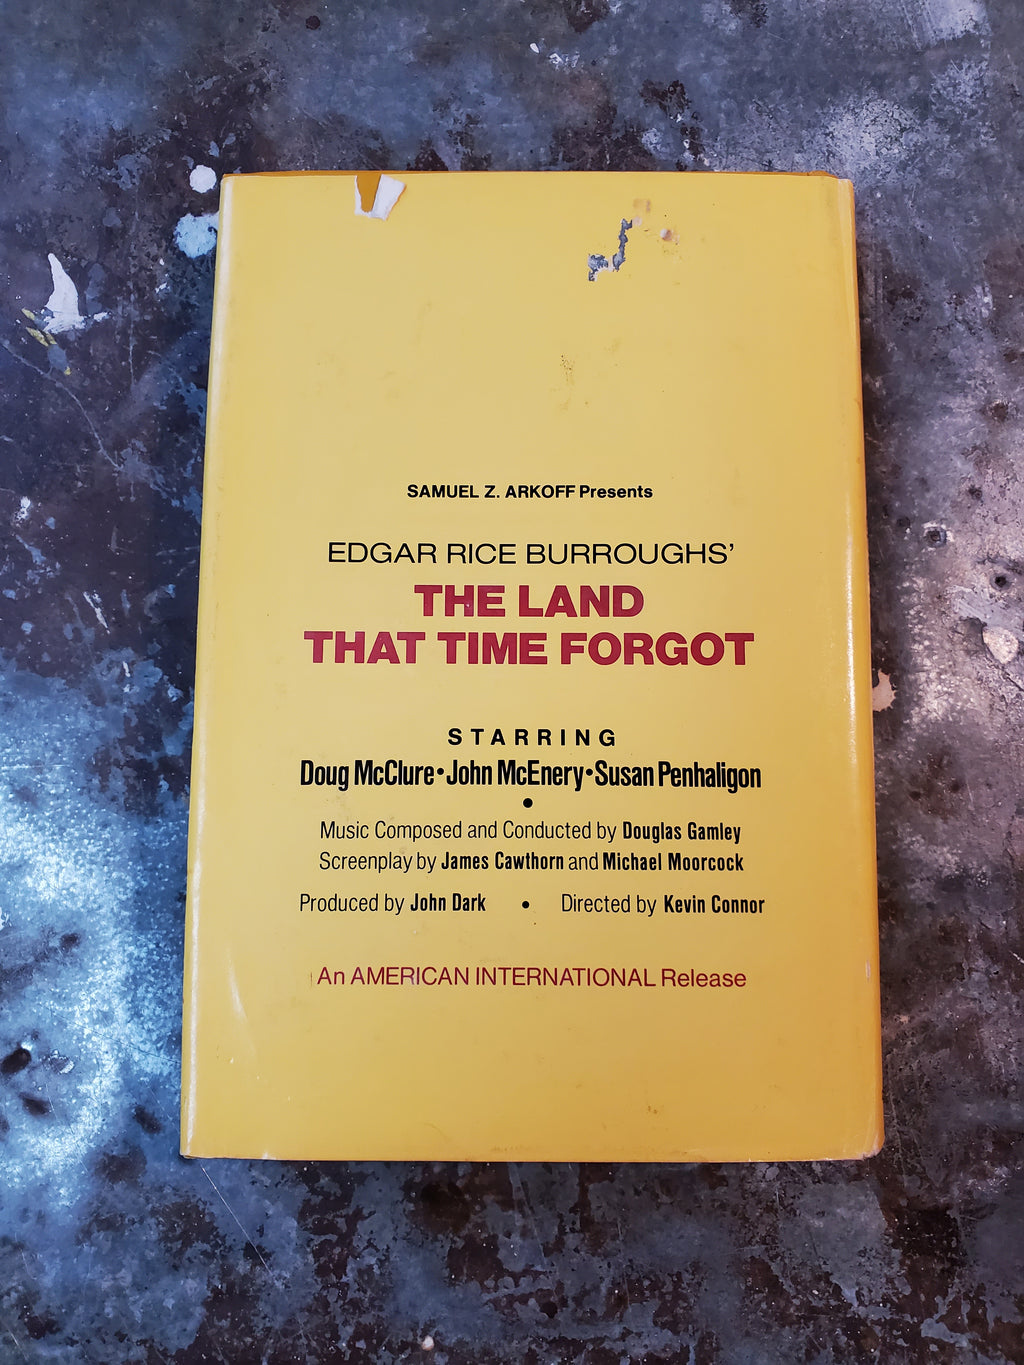 SAMUEL Z. ARKOFF Presents
EDGAR RICE BURROUGHS’
THE LAND
THAT TIME FORGOT
STARRING
Doug McClure•John McEnery•Susan Penhaligon
•
Music Composed and Conducted by Douglas Gamley
Screenplay by James Cawthorn and Michael Moorcock
Produced by John Dark • Directed by Kevin Connor
An AMERICAN INTERNATIONAL Release